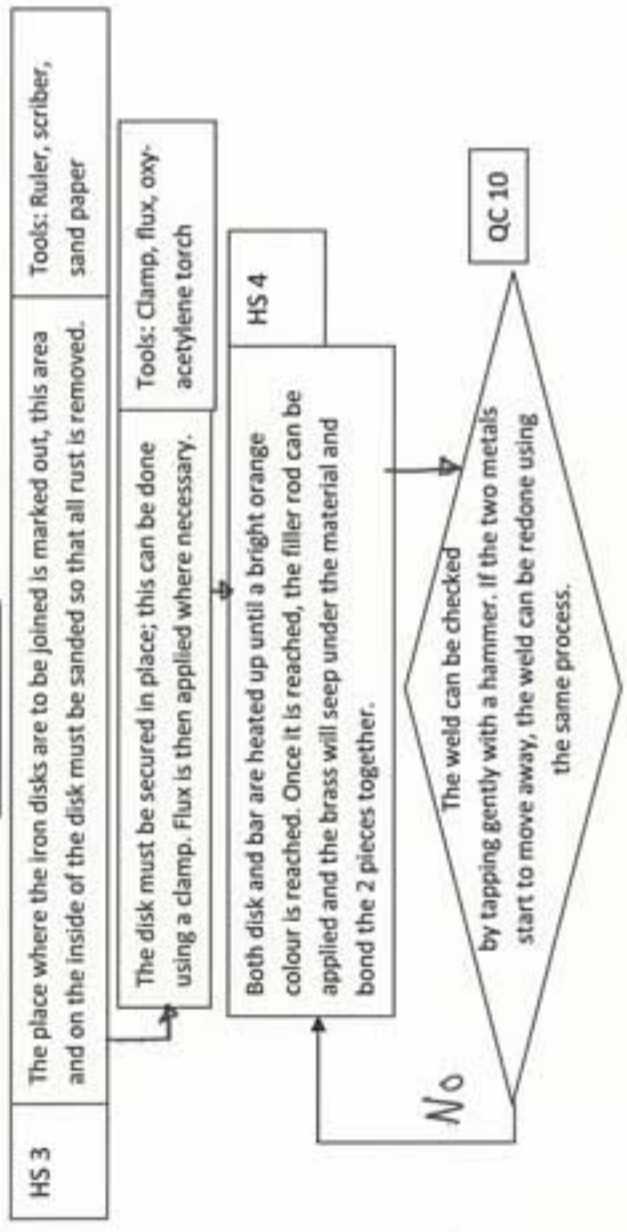 HS 3
The place where the iron disks are to be joined is marked out, this area
and on the inside of the disk must be sanded so that all rust is removed.
Tools: Ruler, scriber,
sand paper
The disk must be secured in place; this can be done
using a clamp. Flux is then applied where necessary.
Tools: Clamp, flux, oxy-
acetylene torch
Both disk and bar are heated up until a bright orange
colour is reached. Once it is reached, the filler rod can be
applied and the brass will seep under the material and
bond the 2 pieces together.
HS 4
No
The weld can be checked
by tapping gently with a hammer. If the two metals
start to move away, the weld can be redone using
the same process.
QC 10